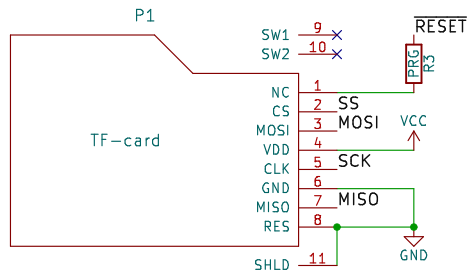 P1
RESET
SW1 9
SW2 10
PRG
R3
NC 1
CS 2 SS
MOSI 3 MOSI
TF-card
VDD 4 VCC
CLK 5 SCK
GND 6
MISO 7 MISO
RES 8
GND
SHLD 11